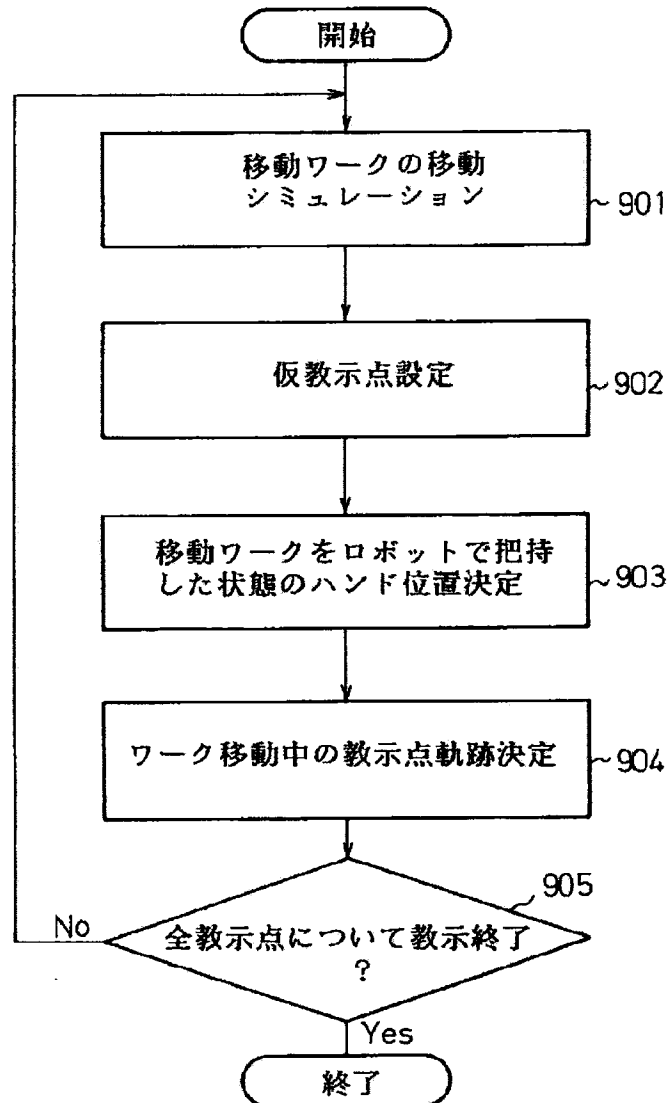 開始
移動ワークの移動
シミュレーション
901
仮教示点設定
902
移動ワークをロボットで把持
した状態のハンド位置決定
903
ワーク移動中の教示点軌跡決定
904
905
No
全教示点について教示終了
?
Yes
終了